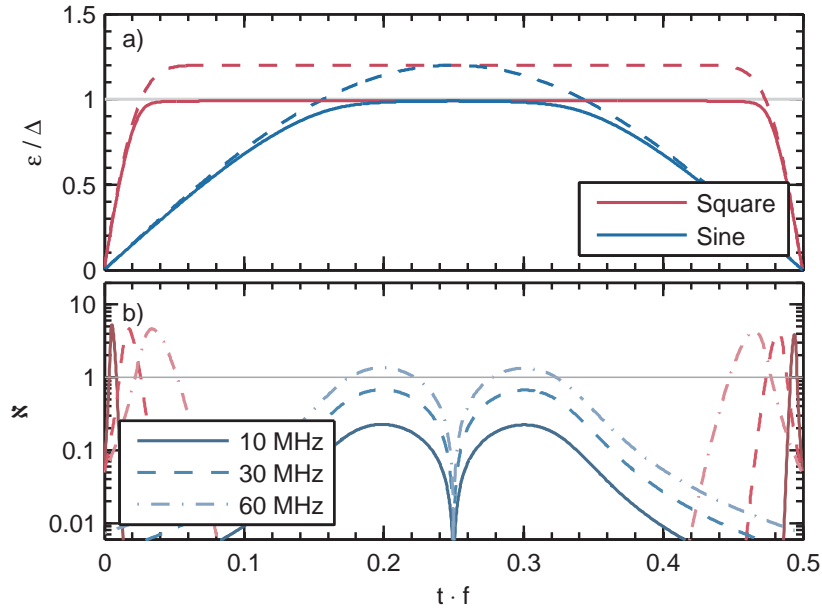 a)
1.5
1
0.5
0
ε / Δ
Square
Sine
b)
10
1
0.1
0.01
ℵ
10 MHz
30 MHz
60 MHz
0
0.1
0.2
0.3
0.4
0.5
t · f